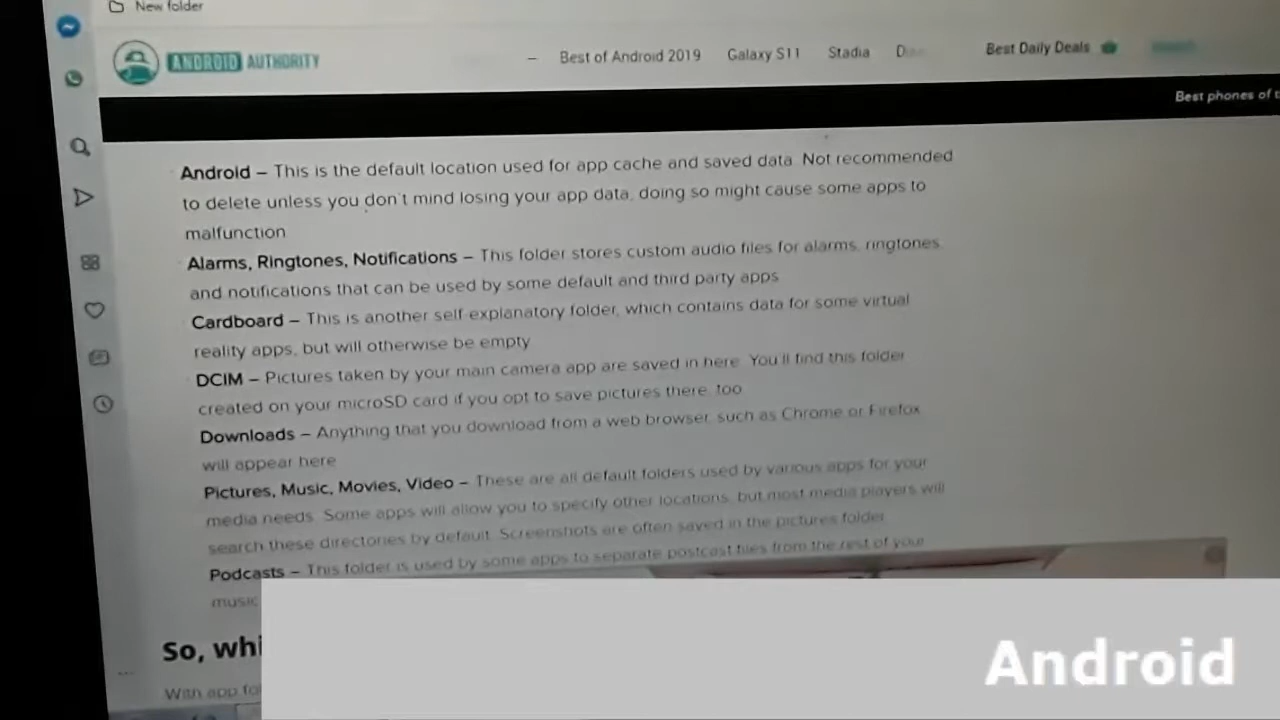 New folder
ANDROID AUTHORITY
Best of Android 2019 Galaxy S11 Stadia
Best Daily Deals
Best phones of
Android – This is the default location used for app cache and saved data. Not recommended
to delete unless you don't mind losing your app data, doing so might cause some apps to
malfunction
Alarms, Ringtones, Notifications – This folder stores custom audio files for alarms, ringtones,
and notifications that can be used by some default and third party apps
Cardboard – This is another self explanatory folder, which contains data for some virtual
reality apps, but will otherwise be empty
DCIM – Pictures taken by your main camera app are saved in here. You'll find this folder
created on your microSD card if you opt to save pictures there, too
Downloads – Anything that you download from a web browser, such as Chrome or Firefox
will appear here
Pictures, Music, Movies, Video – These are all default folders used by various apps for your
media needs. Some apps will allow you to specify other locations, but most media players will
search these directories by default. Screenshots are often saved in the pictures folder
Podcasts – This folder is used by some apps to separate postcast files from the rest of your
music
So, whi
With app fo
Android